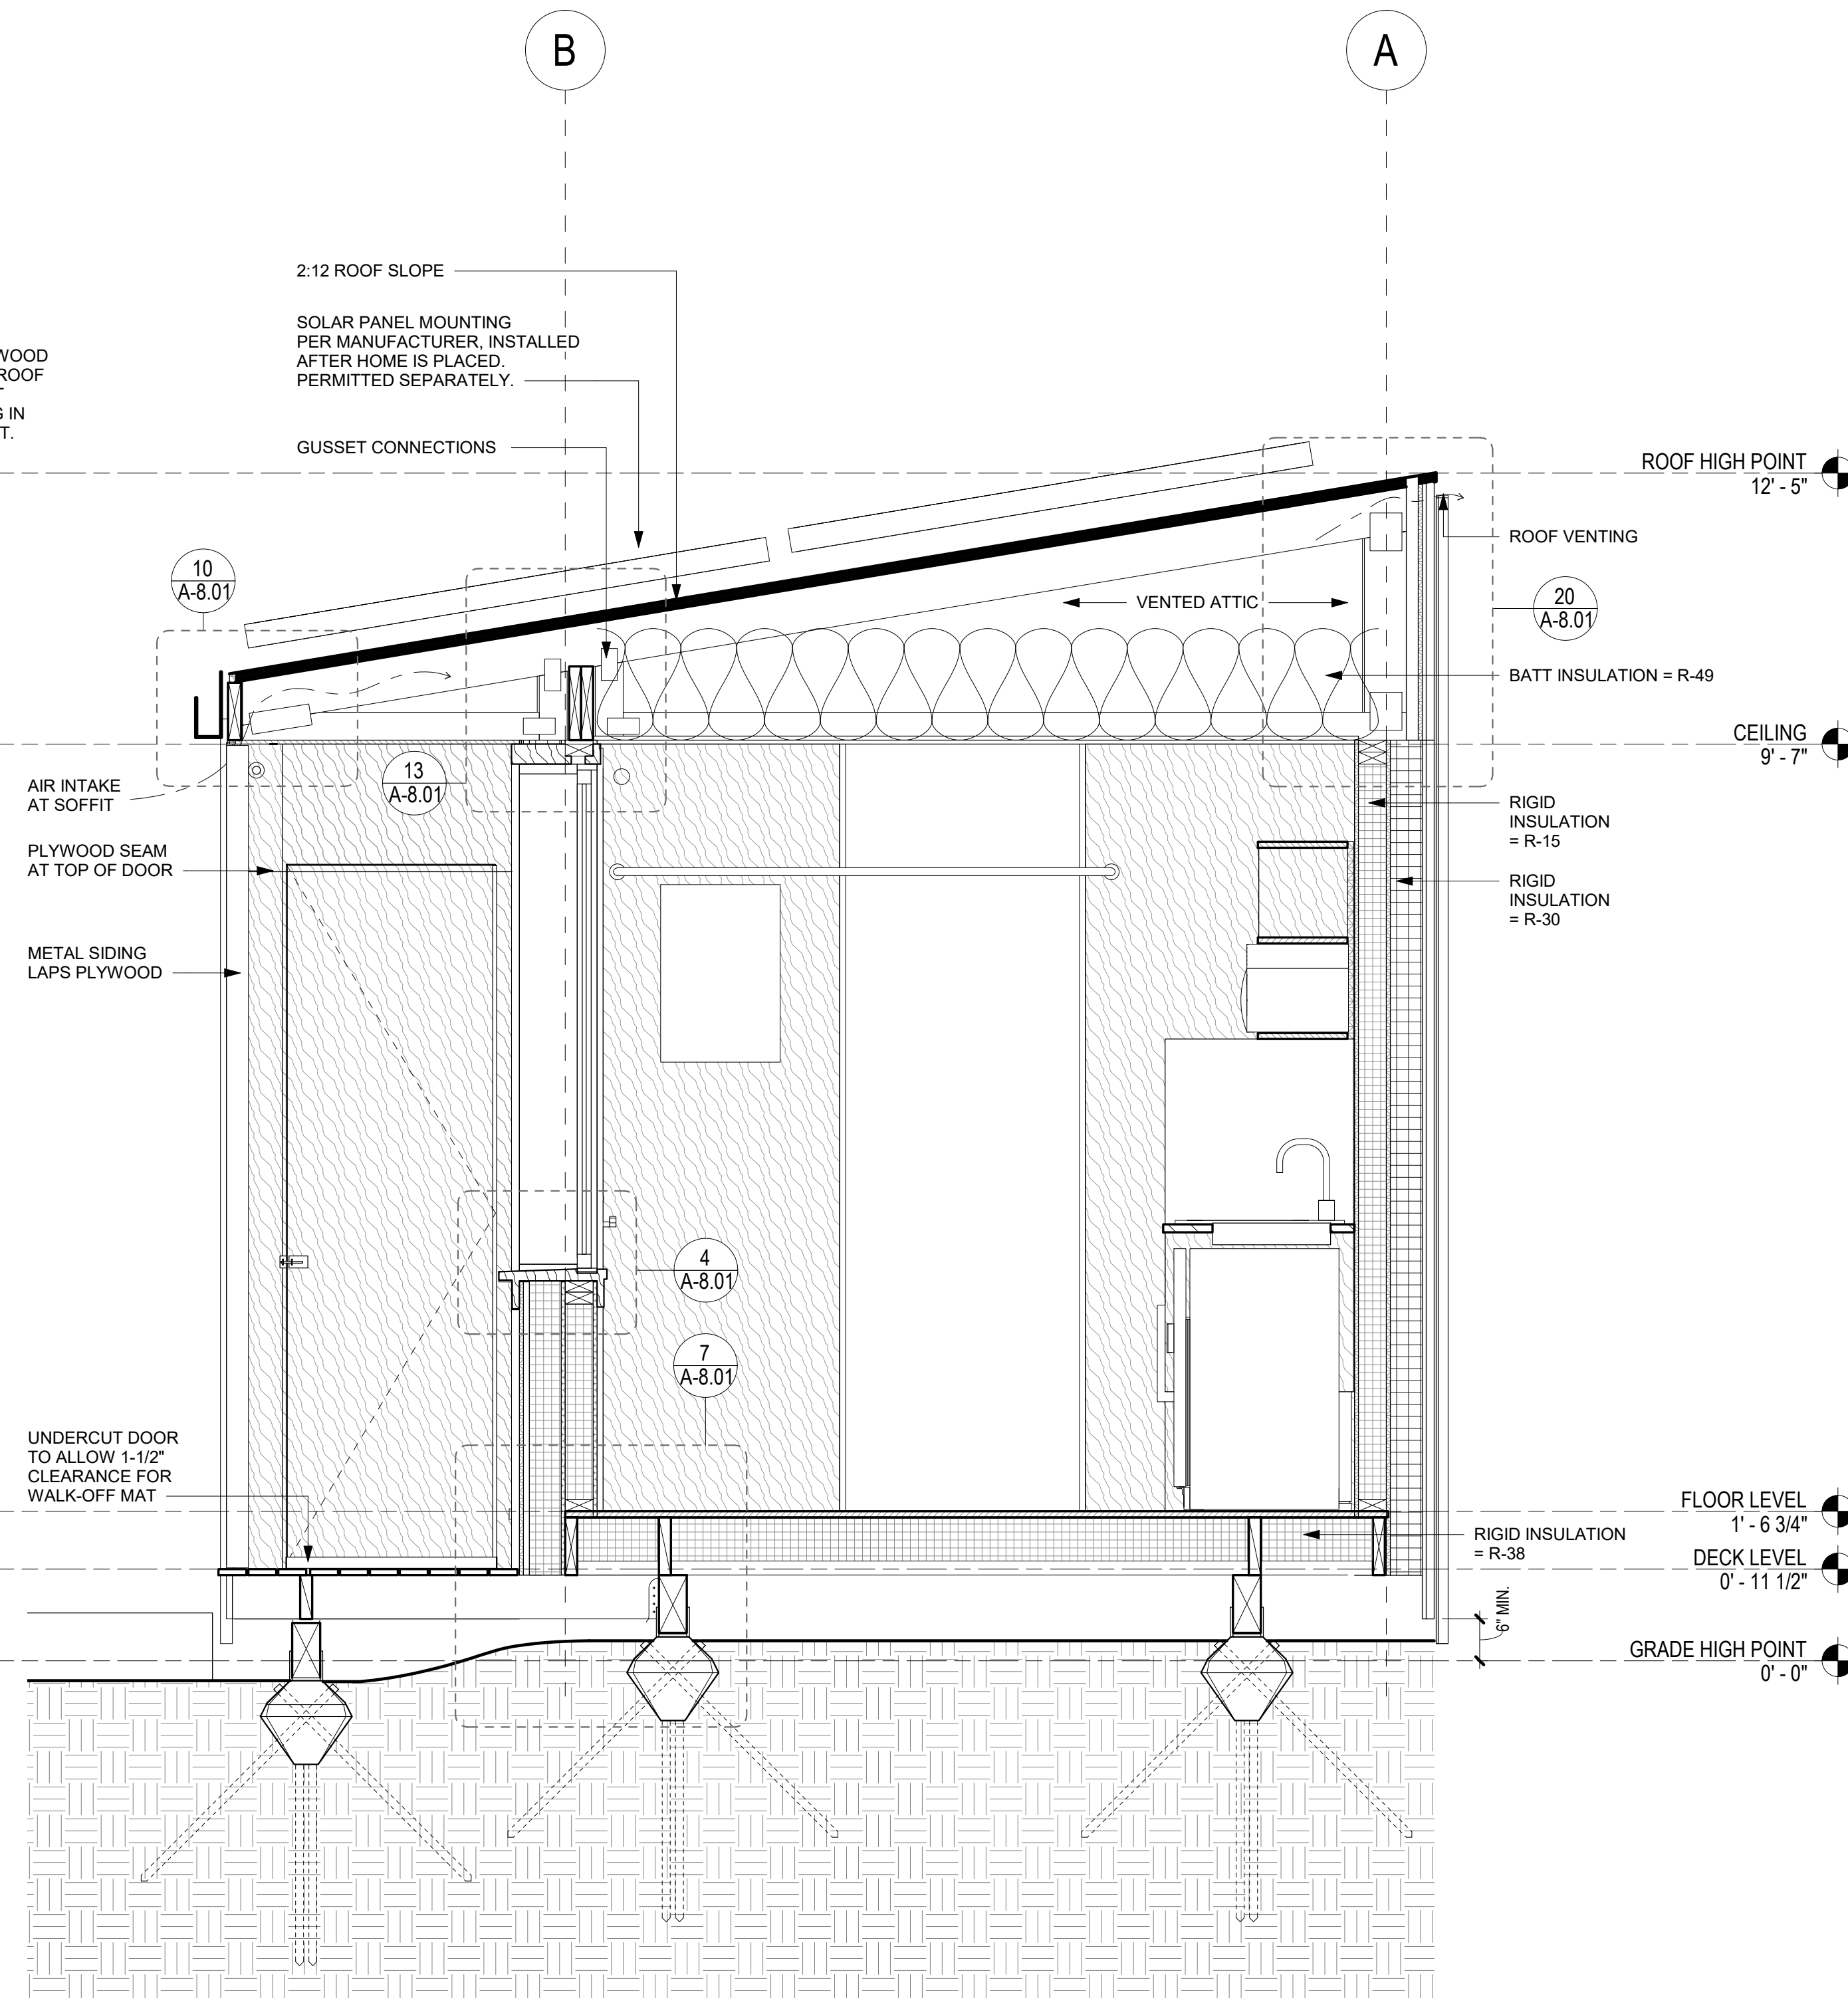 B
A
2:12 ROOF SLOPE
SOLAR PANEL MOUNTING
PER MANUFACTURER, INSTALLED
AFTER HOME IS PLACED.
PERMITTED SEPARATELY.
GUSSET CONNECTIONS
WOOD
ROOF
IN
T.
ROOF HIGH POINT
12' - 5"
ROOF VENTING
10
A-8.01
VENTED ATTIC
20
A-8.01
BATT INSULATION = R-49
CEILING
9' - 7"
13
A-8.01
AIR INTAKE
AT SOFFIT
RIGID
INSULATION
= R-15
PLYWOOD SEAM
AT TOP OF DOOR
RIGID
INSULATION
= R-30
METAL SIDING
LAPS PLYWOOD
4
A-8.01
7
A-8.01
UNDERCUT DOOR
TO ALLOW 1-1/2"
CLEARANCE FOR
WALK-OFF MAT
FLOOR LEVEL
1' - 6 3/4"
RIGID INSULATION
= R-38
DECK LEVEL
0' - 11 1/2"
6" MIN.
GRADE HIGH POINT
0' - 0"